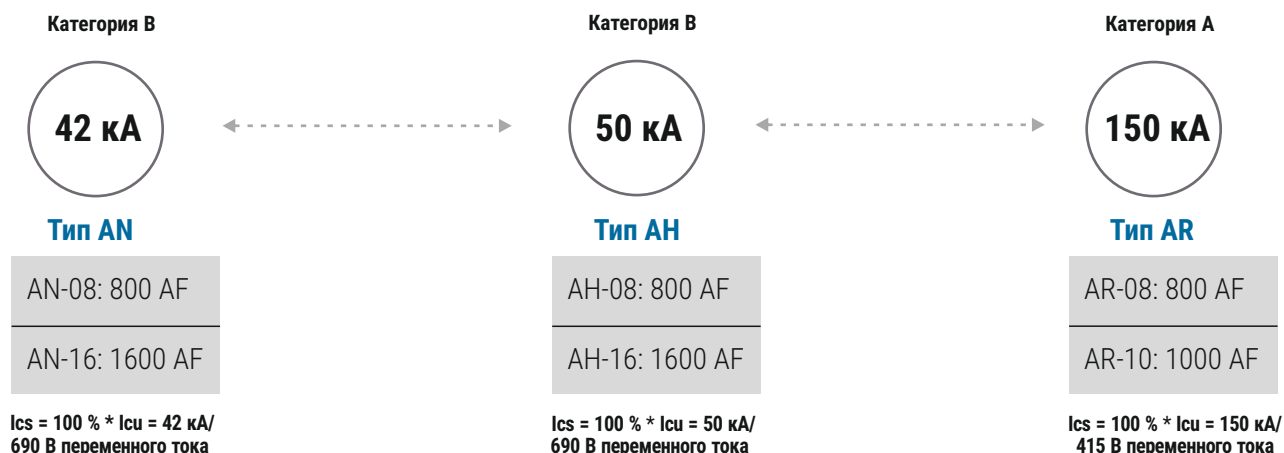 Категория B
42 кА
Тип AN
AN-08: 800 AF
AN-16: 1600 AF
Ics = 100 % * Icu = 42 кА/
690 В переменного тока
Категория B
50 кА
Тип AH
AH-08: 800 AF
AH-16: 1600 AF
Ics = 100 % * Icu = 50 кА/
690 В переменного тока
Категория A
150 кА
Тип AR
AR-08: 800 AF
AR-10: 1000 AF
Ics = 100 % * Icu = 150 кА/
415 В переменного тока